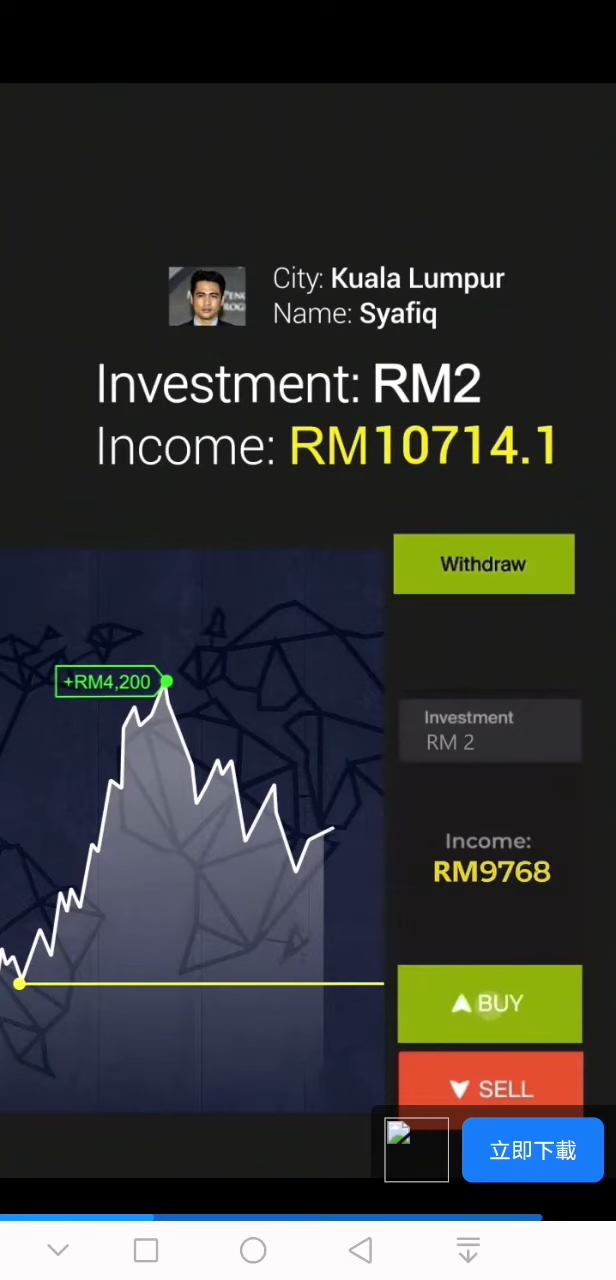 City: Kuala Lumpur
Name: Syafiq
Investment: RM2
Income: RM10714.1
Withdraw
+RM4,200
Investment
RM 2
Income:
RM9768
BUY
SELL
立即下載